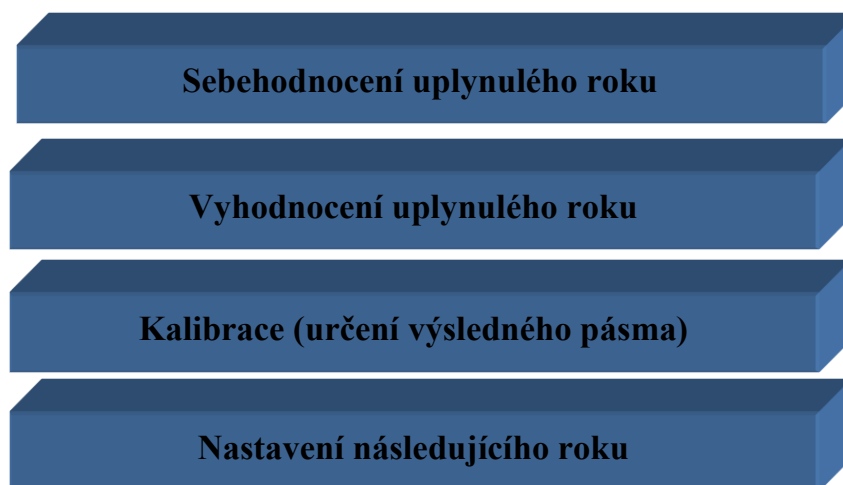 Sebehodnocení uplynulého roku
Vyhodnocení uplynulého roku
Kalibrace (určení výsledného pásma)
Nastavení následujícího roku